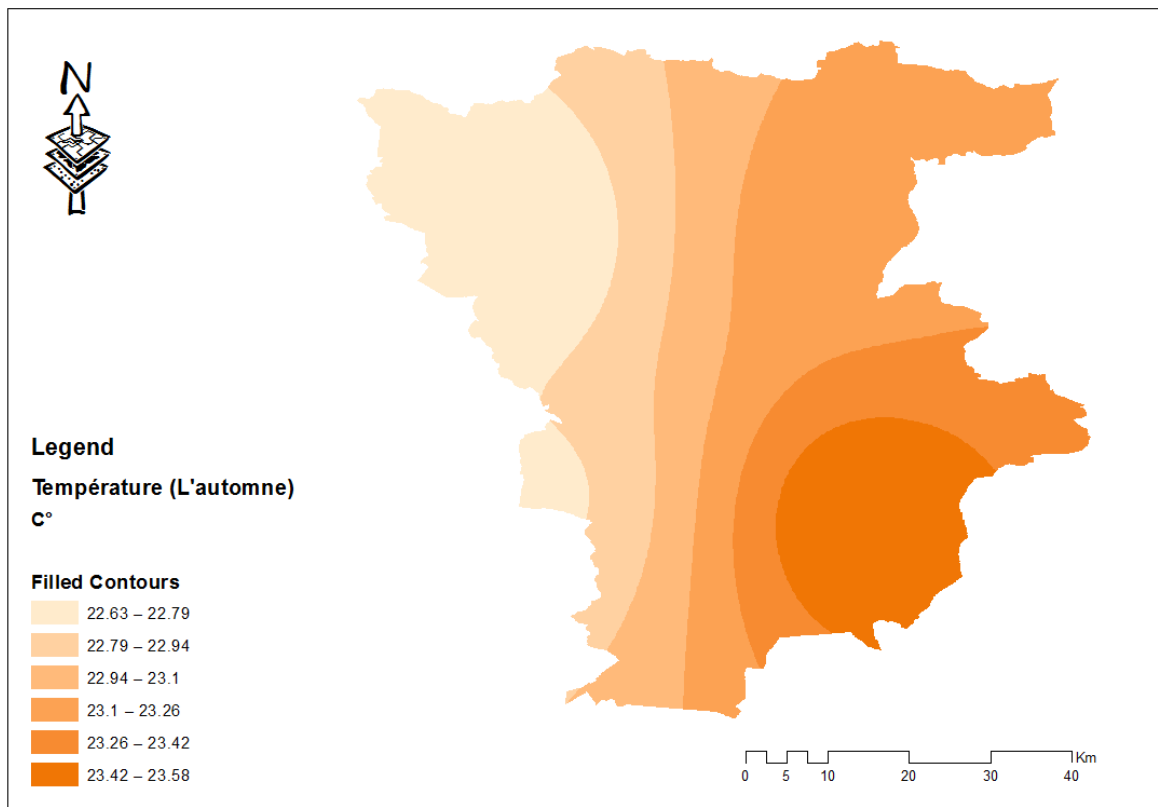 N
Legend
Température (L'automne)
C°
Filled Contours
22.63 – 22.79
22.79 – 22.94
22.94 – 23.1
23.1 – 23.26
23.26 – 23.42
23.42 – 23.58
Km
0 5 10 20 30 40